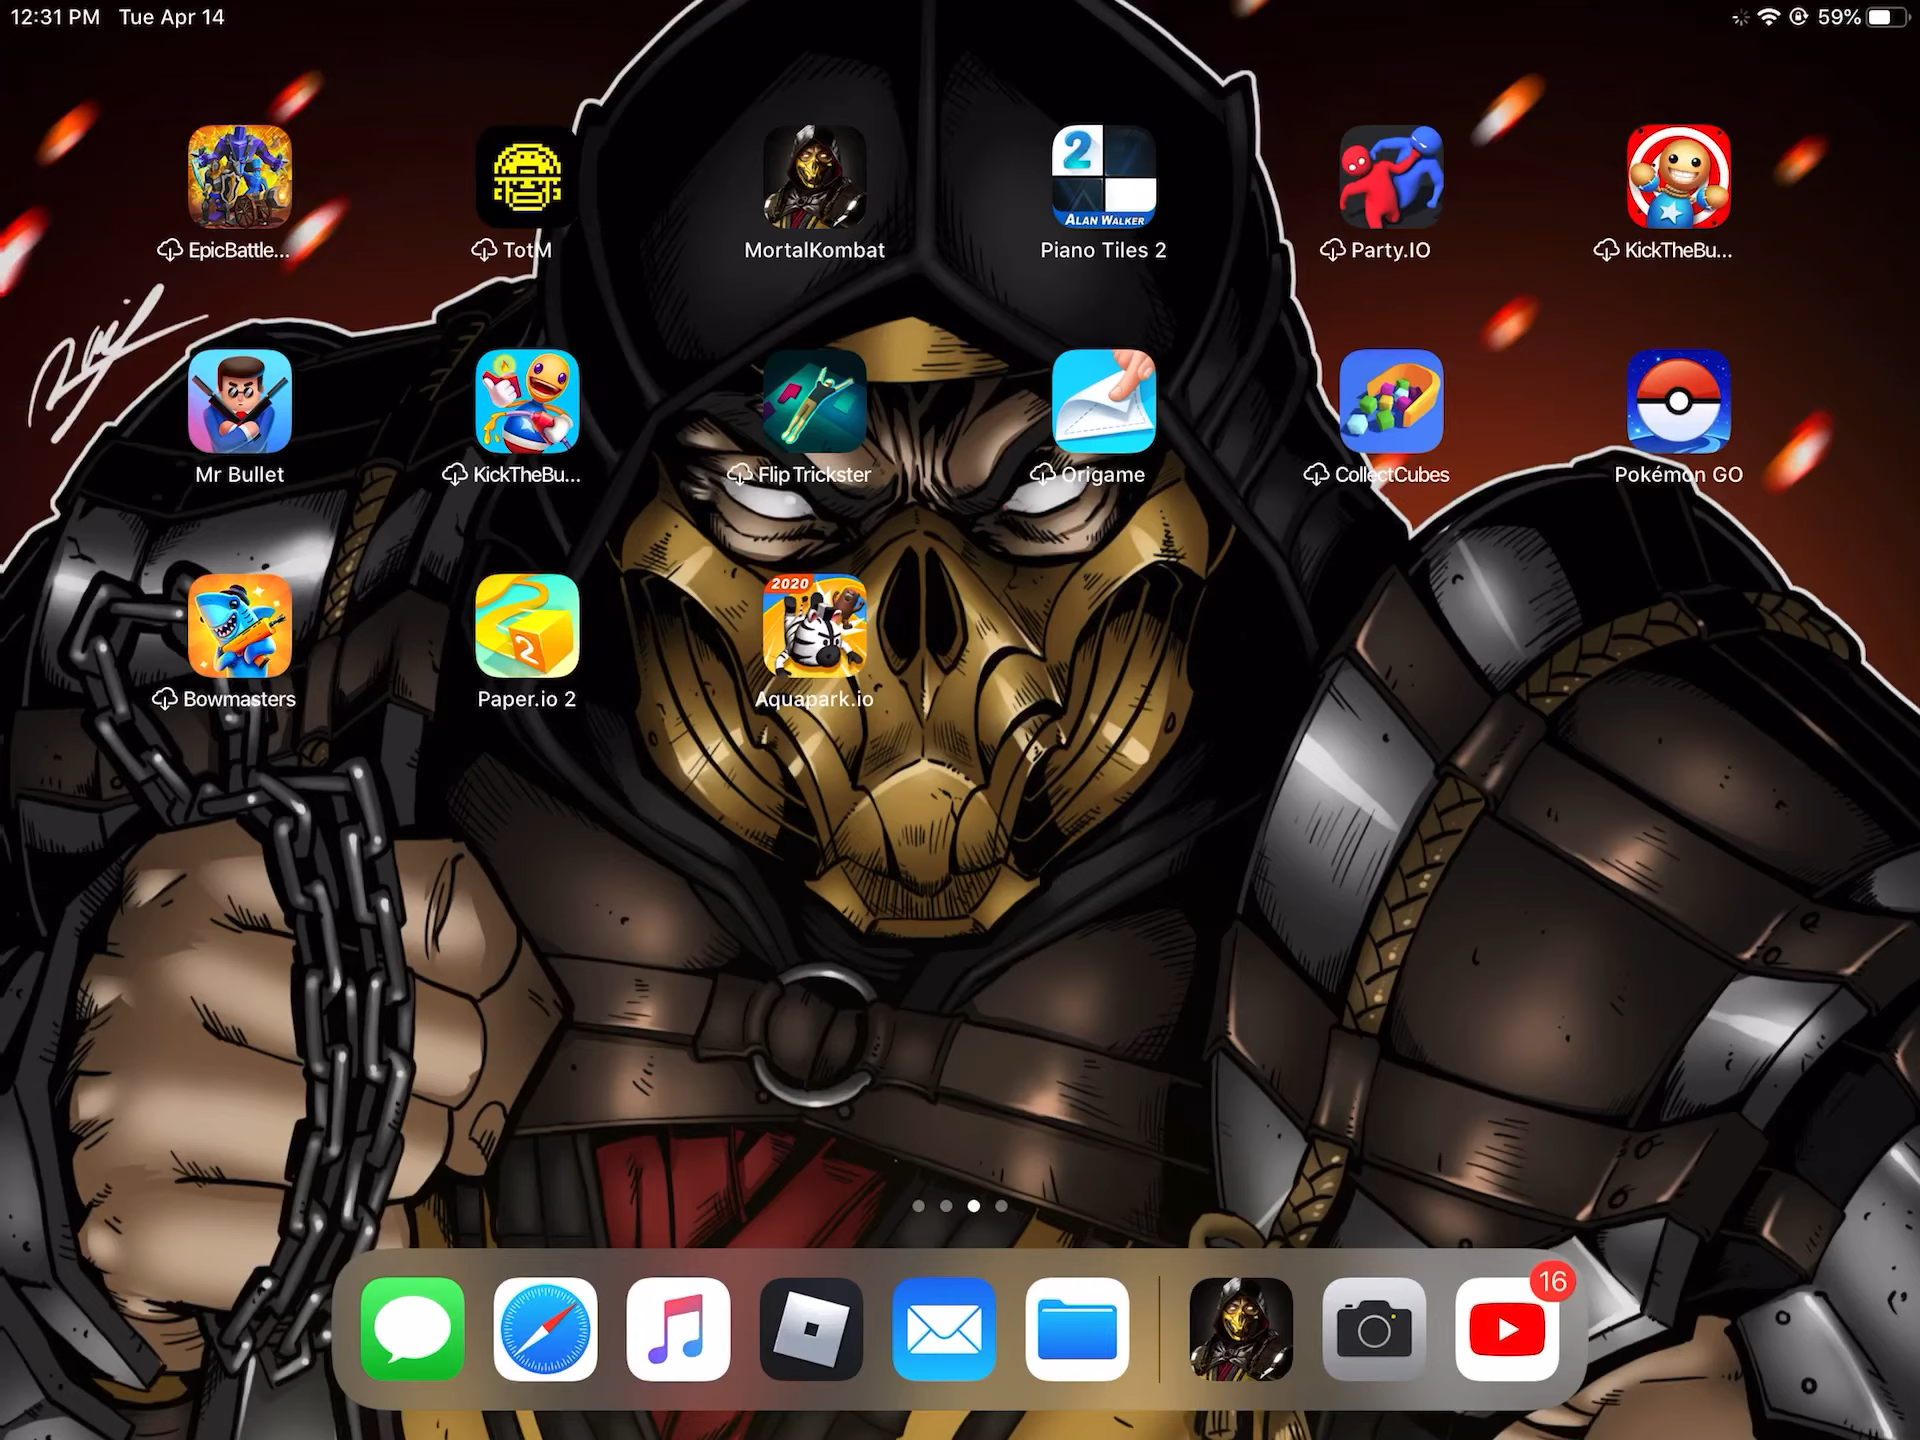 12:31 PM Tue Apr 14
59%
2
ALAN WALKER
EpicBattle...
TotM
MortalKombat
Piano Tiles 2
Party.IO
KickTheBu...
Mr Bullet
KickTheBu...
Flip Trickster
Origame
CollectCubes
Pokémon GO
2
2020
Bowmasters
Paper.io 2
Aquapark.io
16